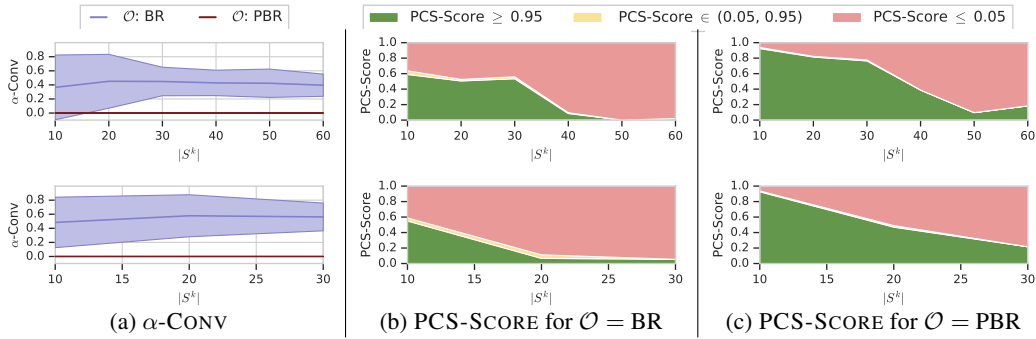 𝒪: BR 𝒪: PBR
PCS-Score ≥ 0.95 PCS-Score ∈ (0.05, 0.95) PCS-Score ≤ 0.05
α-Conv
0.8
0.6
0.4
0.2
0.0
10 20 30 40 50 60
|S^k|
PCS-Score
1.0
0.8
0.6
0.4
0.2
0.0
10 20 30 40 50 60
|S^k|
PCS-Score
1.0
0.8
0.6
0.4
0.2
0.0
10 20 30 40 50 60
|S^k|
α-Conv
0.8
0.6
0.4
0.2
0.0
10 15 20 25 30
|S^k|
PCS-Score
1.0
0.8
0.6
0.4
0.2
0.0
10 15 20 25 30
|S^k|
PCS-Score
1.0
0.8
0.6
0.4
0.2
0.0
10 15 20 25 30
|S^k|
(a) α-CONV
(b) PCS-SCORE for 𝒪 = BR
(c) PCS-SCORE for 𝒪 = PBR